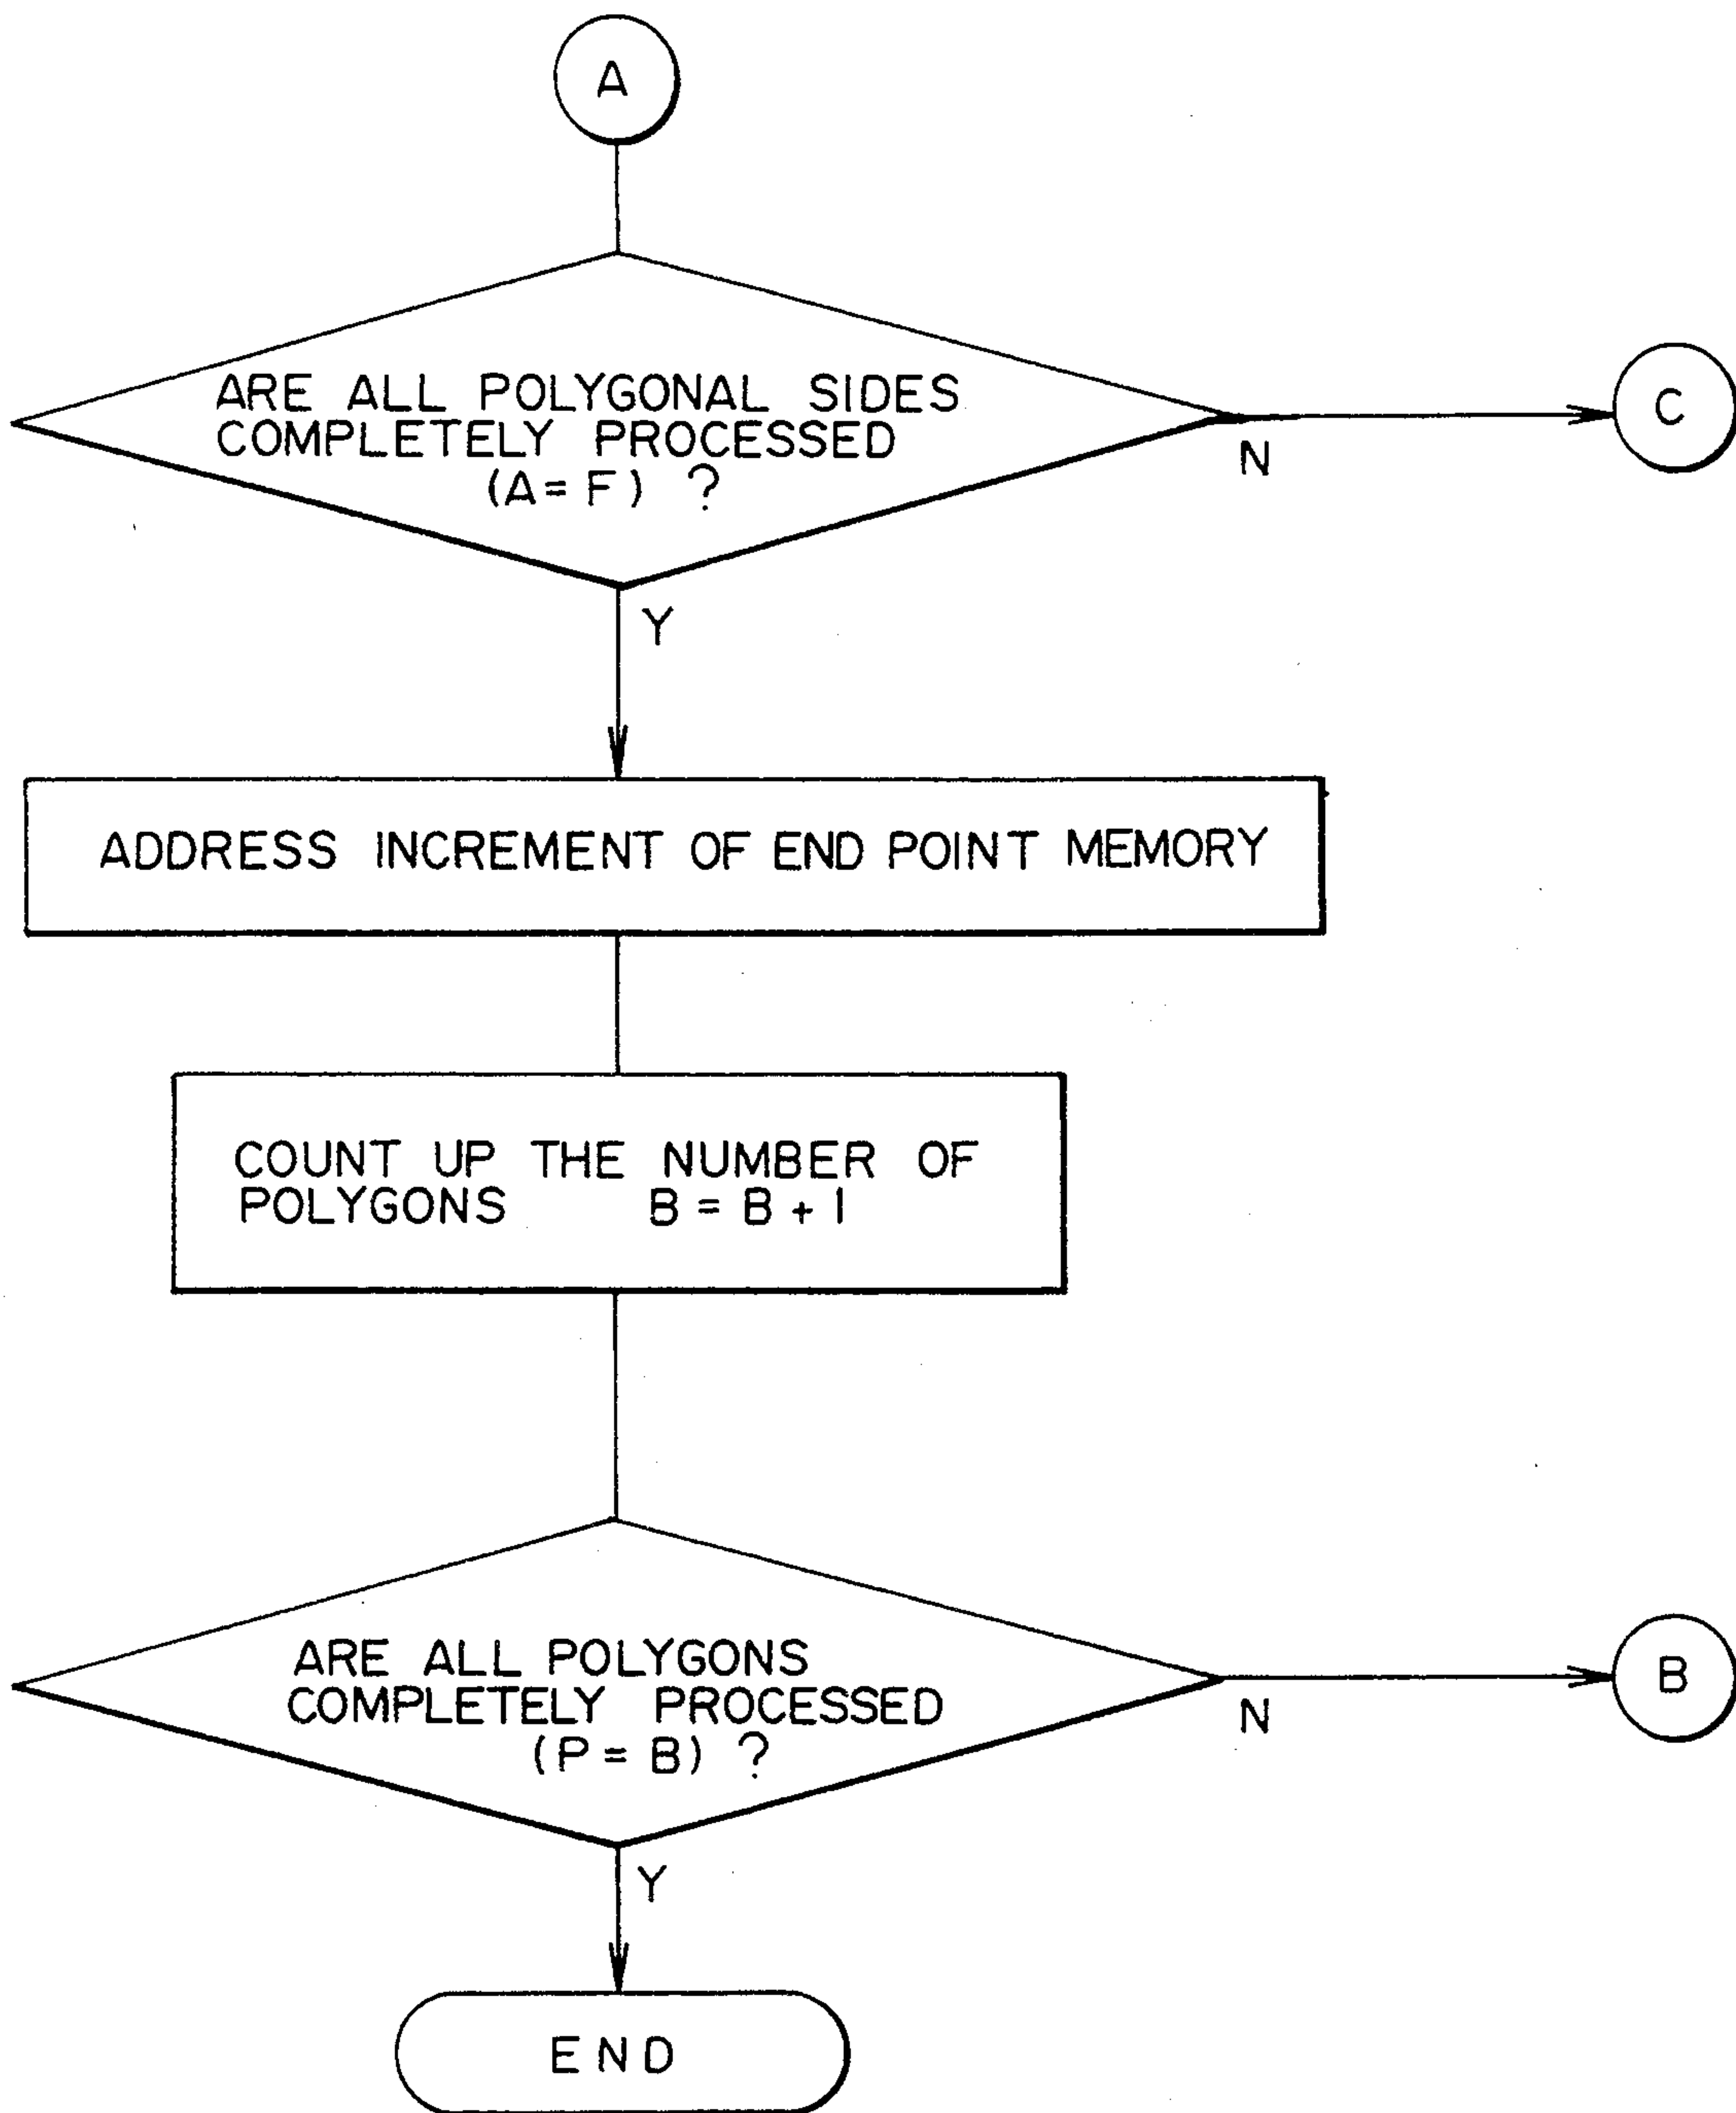 A
ARE ALL POLYGONAL SIDES
COMPLETELY PROCESSED
(A = F) ?
C
N
Y
ADDRESS INCREMENT OF END POINT MEMORY
COUNT UP THE NUMBER OF
POLYGONS B = B + 1
ARE ALL POLYGONS
COMPLETELY PROCESSED
(P = B) ?
B
N
Y
END